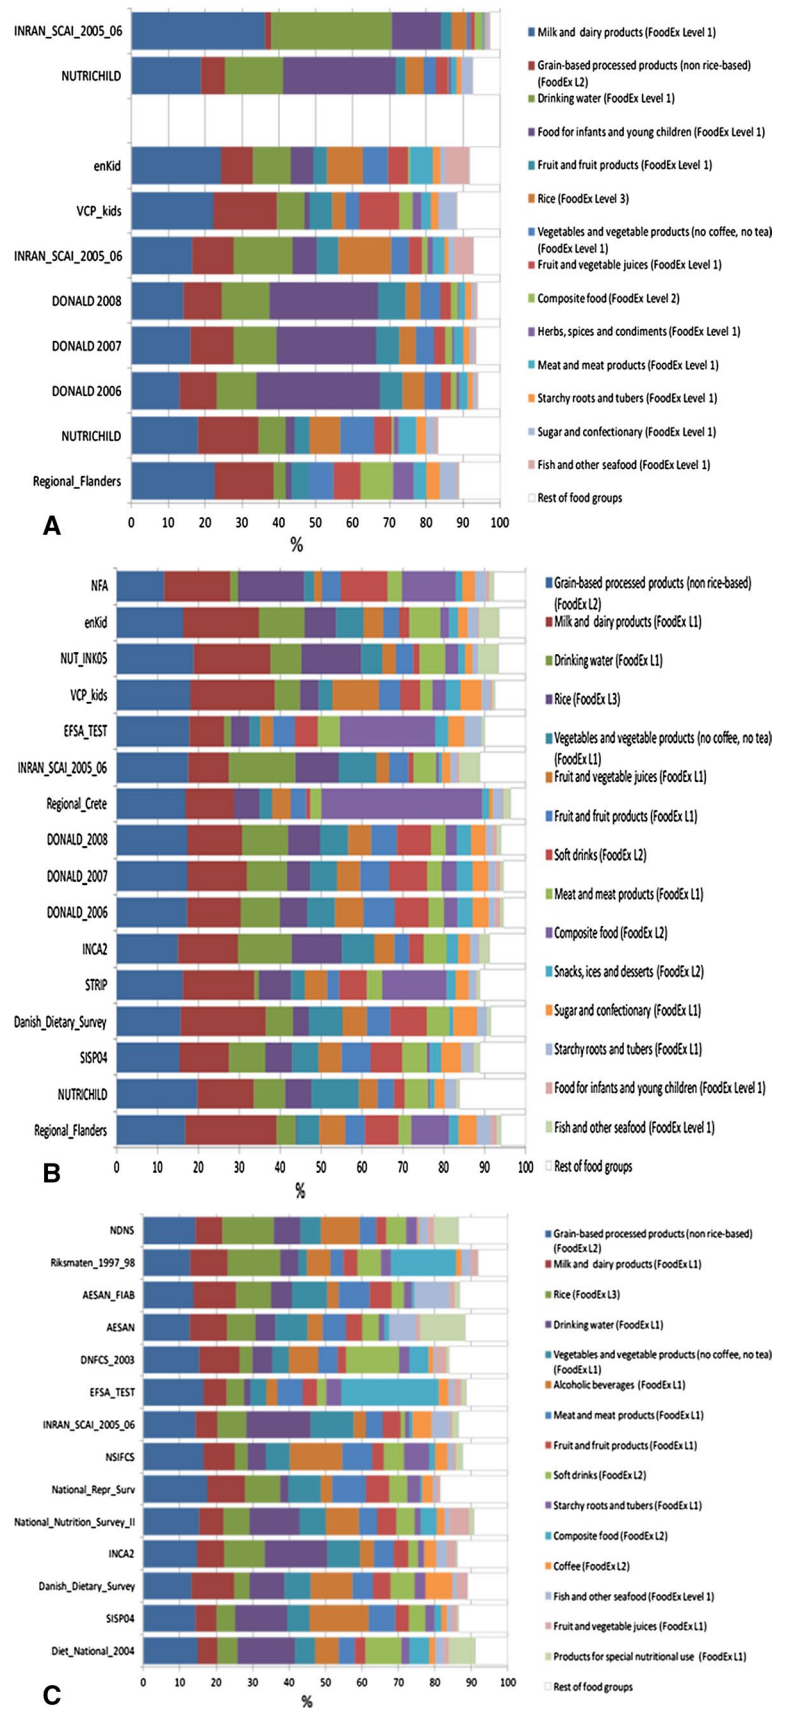 INRAN_SCAI_2005_06
NUTRICHILD
enKid
VCP_kids
INRAN_SCAI_2005_06
DONALD 2008
DONALD 2007
DONALD 2006
NUTRICHILD
Regional_Flanders
0 10 20 30 40 50 60 70 80 90 100
%
A
Milk and dairy products (FoodEx Level 1)
Grain-based processed products (non rice-based)
(FoodEx L2)
Drinking water (FoodEx Level 1)
Food for infants and young children (FoodEx Level 1)
Fruit and fruit products (FoodEx Level 1)
Rice (FoodEx Level 3)
Vegetables and vegetable products (no coffee, no tea)
(FoodEx Level 1)
Fruit and vegetable juices (FoodEx Level 1)
Composite food (FoodEx Level 2)
Herbs, spices and condiments (FoodEx Level 1)
Meat and meat products (FoodEx Level 1)
Starchy roots and tubers (FoodEx Level 1)
Sugar and confectionary (FoodEx Level 1)
Fish and other seafood (FoodEx Level 1)
Rest of food groups
NFA
enKid
NUT_INK05
VCP_kids
EFSA_TEST
INRAN_SCAI_2005_06
Regional_Crete
DONALD_2008
DONALD_2007
DONALD_2006
INCA2
STRIP
Danish_Dietary_Survey
SISP04
NUTRICHILD
Regional_Flanders
0 10 20 30 40 50 60 70 80 90 100
%
B
Grain-based processed products (non rice-based)
(FoodEx L2)
Milk and dairy products (FoodEx L1)
Drinking water (FoodEx L1)
Rice (FoodEx L3)
Vegetables and vegetable products (no coffee, no tea)
(FoodEx L1)
Fruit and vegetable juices (FoodEx L1)
Fruit and fruit products (FoodEx L1)
Soft drinks (FoodEx L2)
Meat and meat products (FoodEx L1)
Composite food (FoodEx L2)
Snacks, ices and desserts (FoodEx L2)
Sugar and confectionary (FoodEx L1)
Starchy roots and tubers (FoodEx L1)
Food for infants and young children (FoodEx Level 1)
Fish and other seafood (FoodEx Level 1)
Rest of food groups
NDNS
Riksmaten_1997_98
AESAN_FIAB
AESAN
DNFCS_2003
EFSA_TEST
INRAN_SCAI_2005_06
NSIFCS
National_Repr_Surv
National_Nutrition_Survey_II
INCA2
Danish_Dietary_Survey
SISP04
Diet_National_2004
0 10 20 30 40 50 60 70 80 90 100
%
C
Grain-based processed products (non rice-based)
(FoodEx L2)
Milk and dairy products (FoodEx L1)
Rice (FoodEx L3)
Drinking water (FoodEx L1)
Vegetables and vegetable products (no coffee, no tea)
(FoodEx L1)
Alcoholic beverages (FoodEx L1)
Meat and meat products (FoodEx L1)
Fruit and fruit products (FoodEx L1)
Soft drinks (FoodEx L2)
Starchy roots and tubers (FoodEx L1)
Composite food (FoodEx L2)
Coffee (FoodEx L2)
Fish and other seafood (FoodEx Level 1)
Fruit and vegetable juices (FoodEx L1)
Products for special nutritional use (FoodEx L1)
Rest of food groups